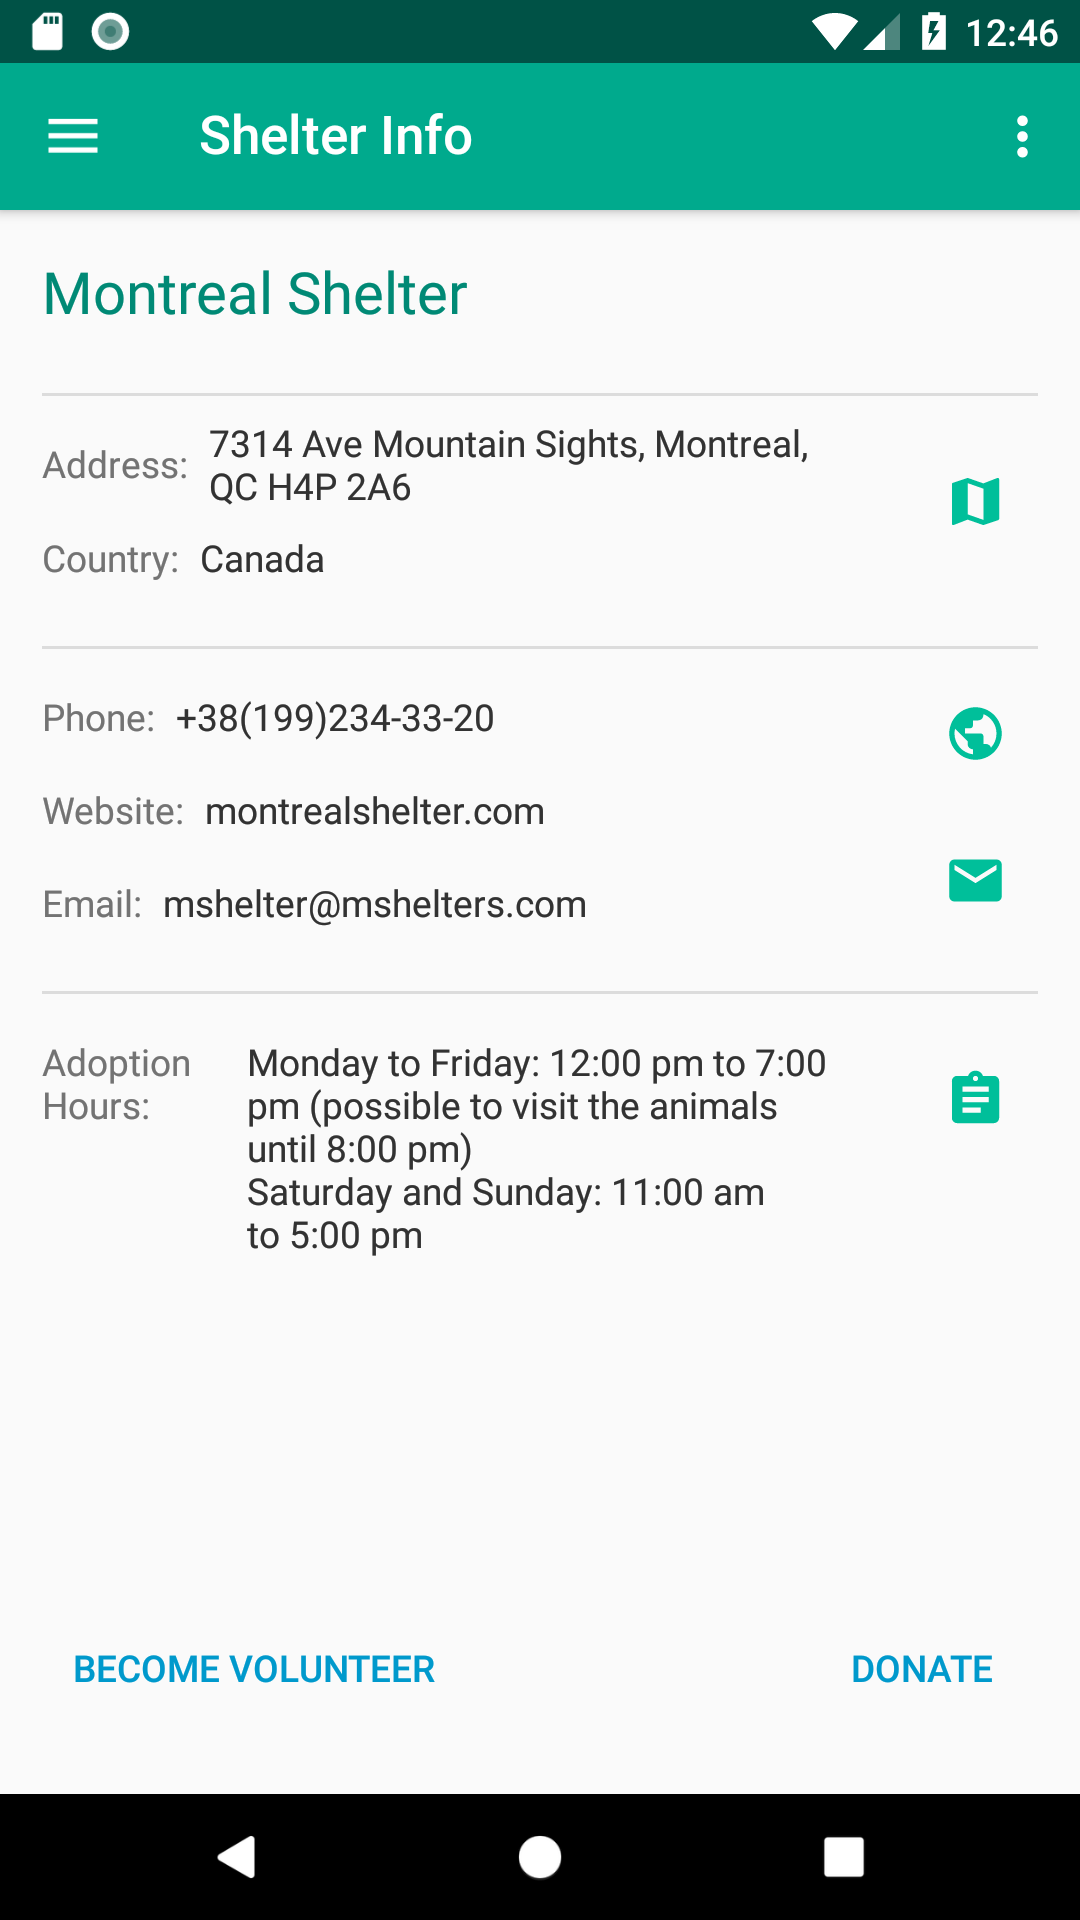 12:46
Shelter Info
Montreal Shelter
Address: 7314 Ave Mountain Sights, Montreal,
QC H4P 2A6
Country: Canada
Phone: +38(199)234-33-20
Website: montrealshelter.com
Email: mshelter@mshelters.com
Adoption
Hours:
Monday to Friday: 12:00 pm to 7:00
pm (possible to visit the animals
until 8:00 pm)
Saturday and Sunday: 11:00 am
to 5:00 pm
BECOME VOLUNTEER
DONATE